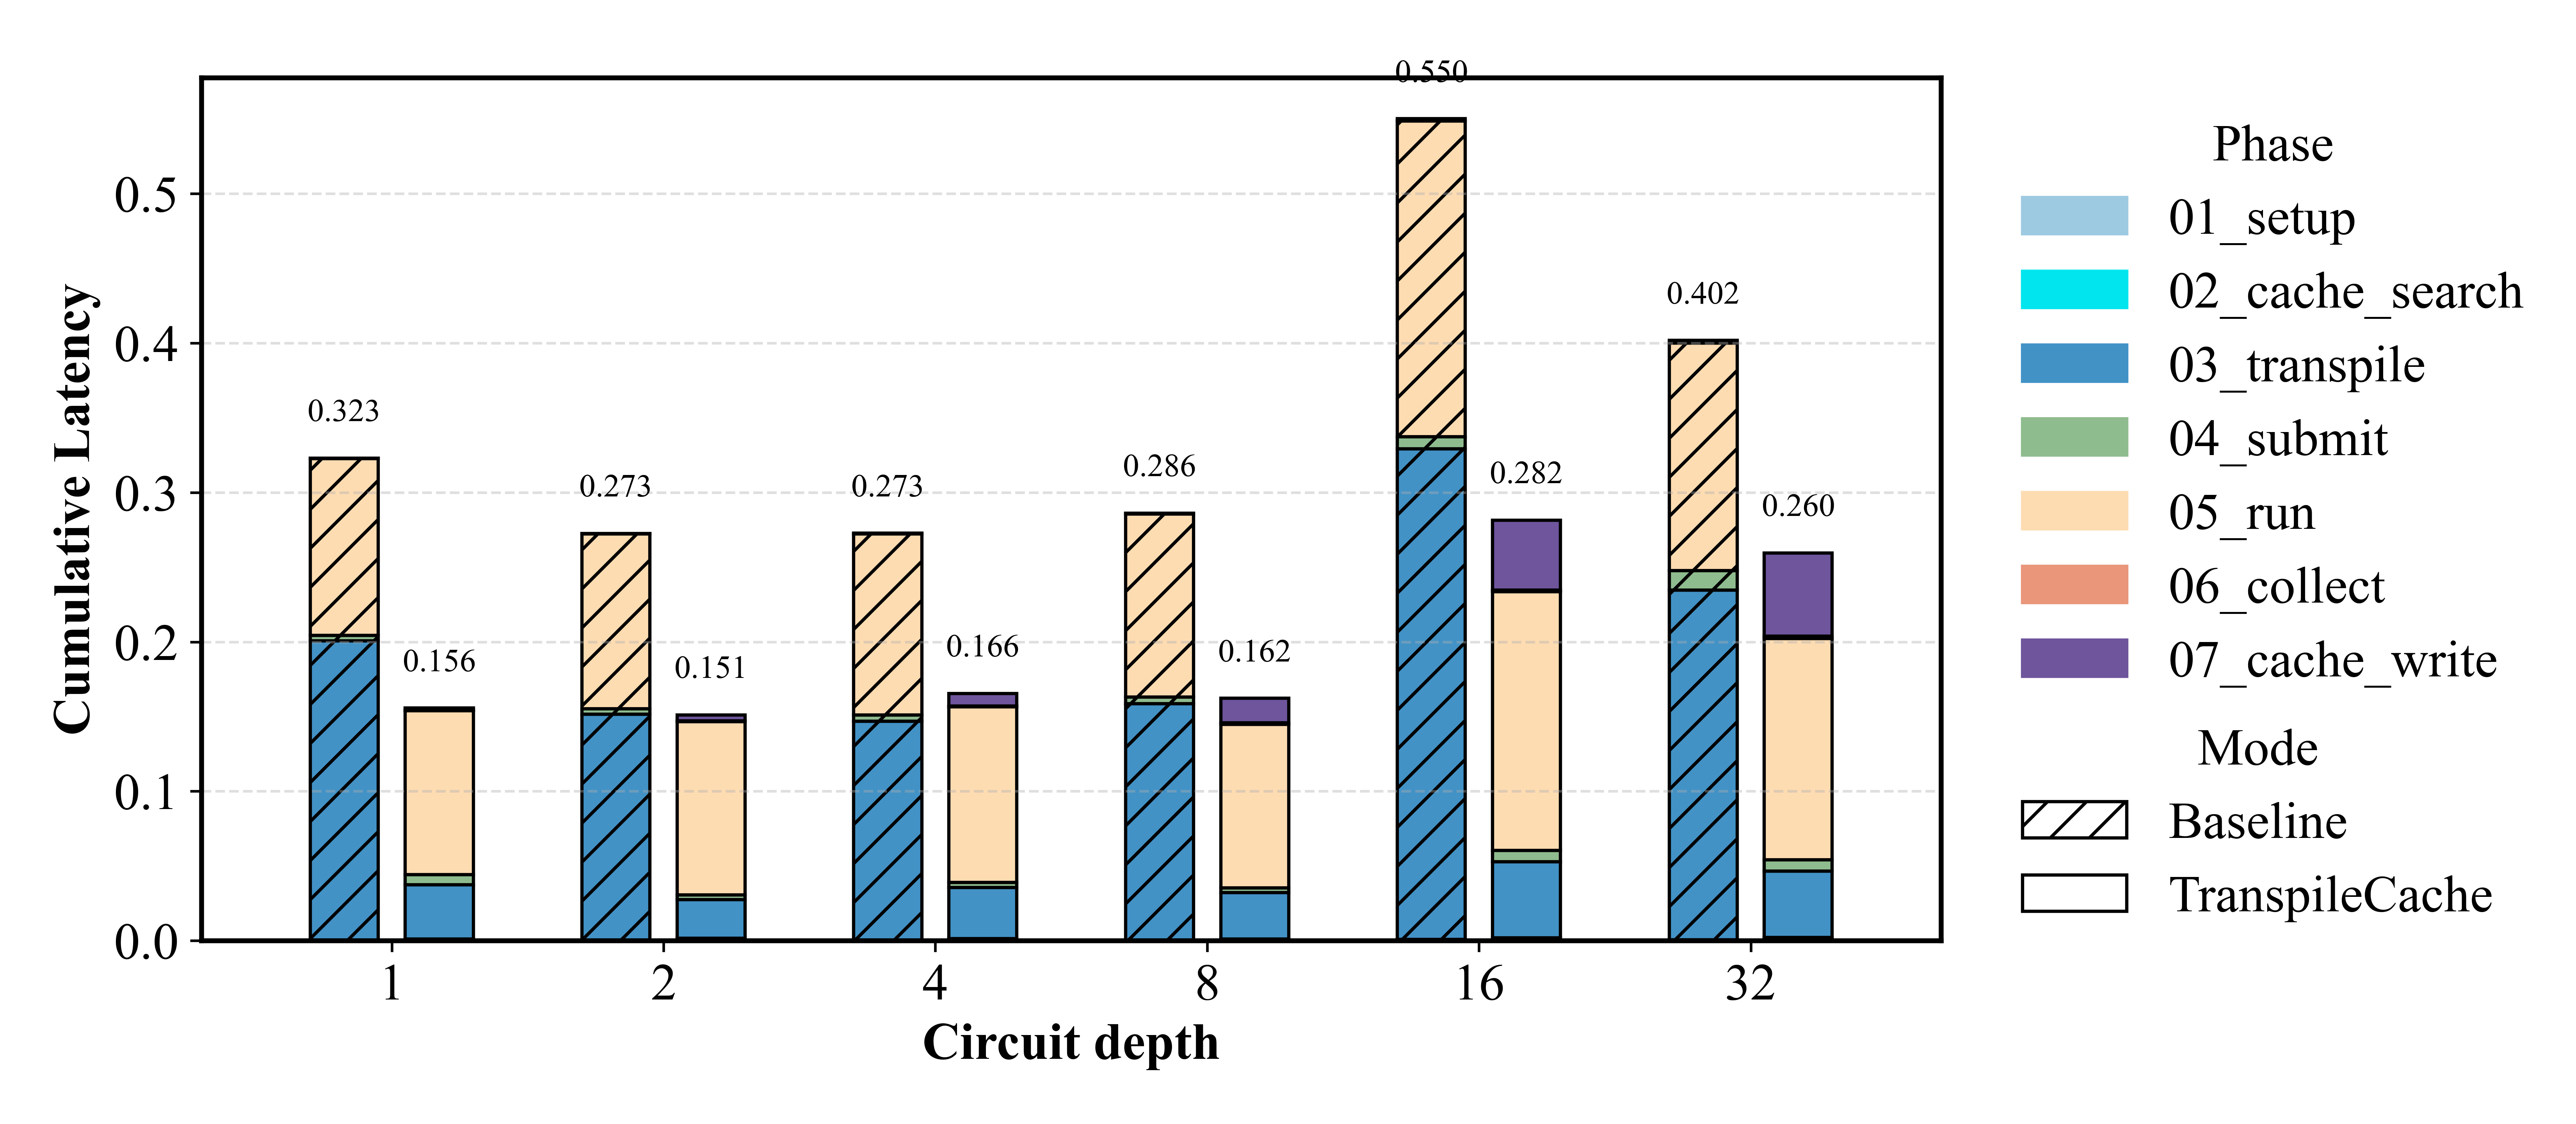 0.550
0.5
0.402
0.4
0.323
0.273
0.273
0.286
0.282
0.3
0.260
0.156
0.151
0.166
0.162
0.2
0.1
0.0
Cumulative Latency
1 2 4 8 16 32
Circuit depth
Phase
01_setup
02_cache_search
03_transpile
04_submit
05_run
06_collect
07_cache_write
Mode
Baseline
TranspileCache